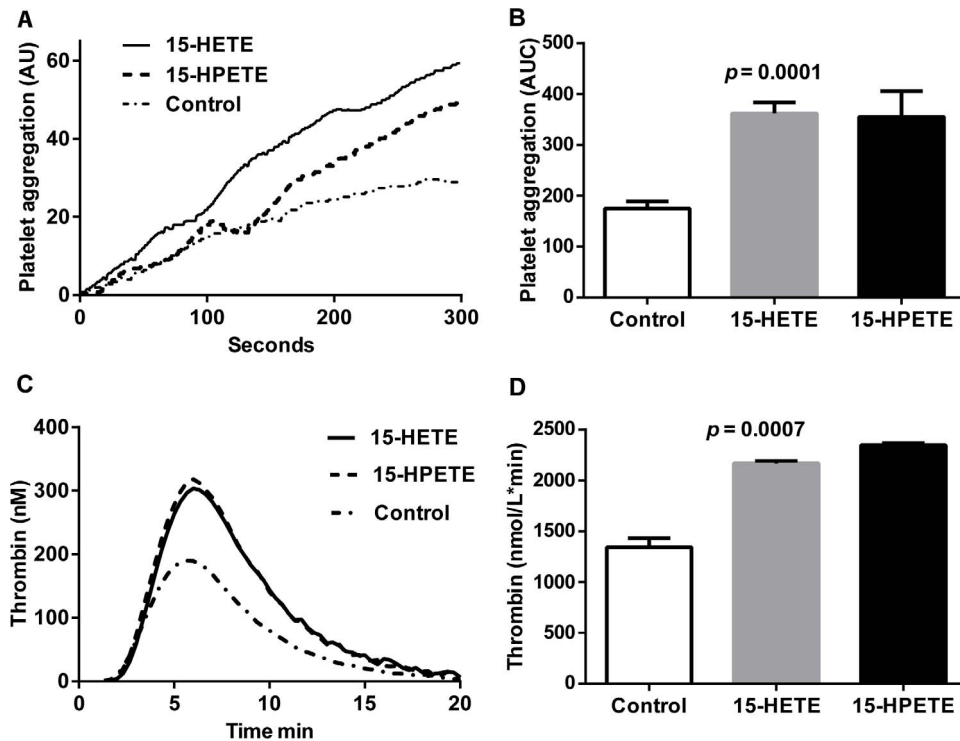 A
Platelet aggregation (AU)
60
40
20
0
15-HETE
15-HPETE
Control
0 100 200 300
Seconds
B
Platelet aggregation (AUC)
500
400
300
200
100
0
p = 0.0001
Control 15-HETE 15-HPETE
C
Thrombin (nM)
400
300
200
100
0
15-HETE
15-HPETE
Control
0 5 10 15 20
Time min
D
Thrombin (nmol/L*min)
2500
2000
1500
1000
500
0
p = 0.0007
Control 15-HETE 15-HPETE